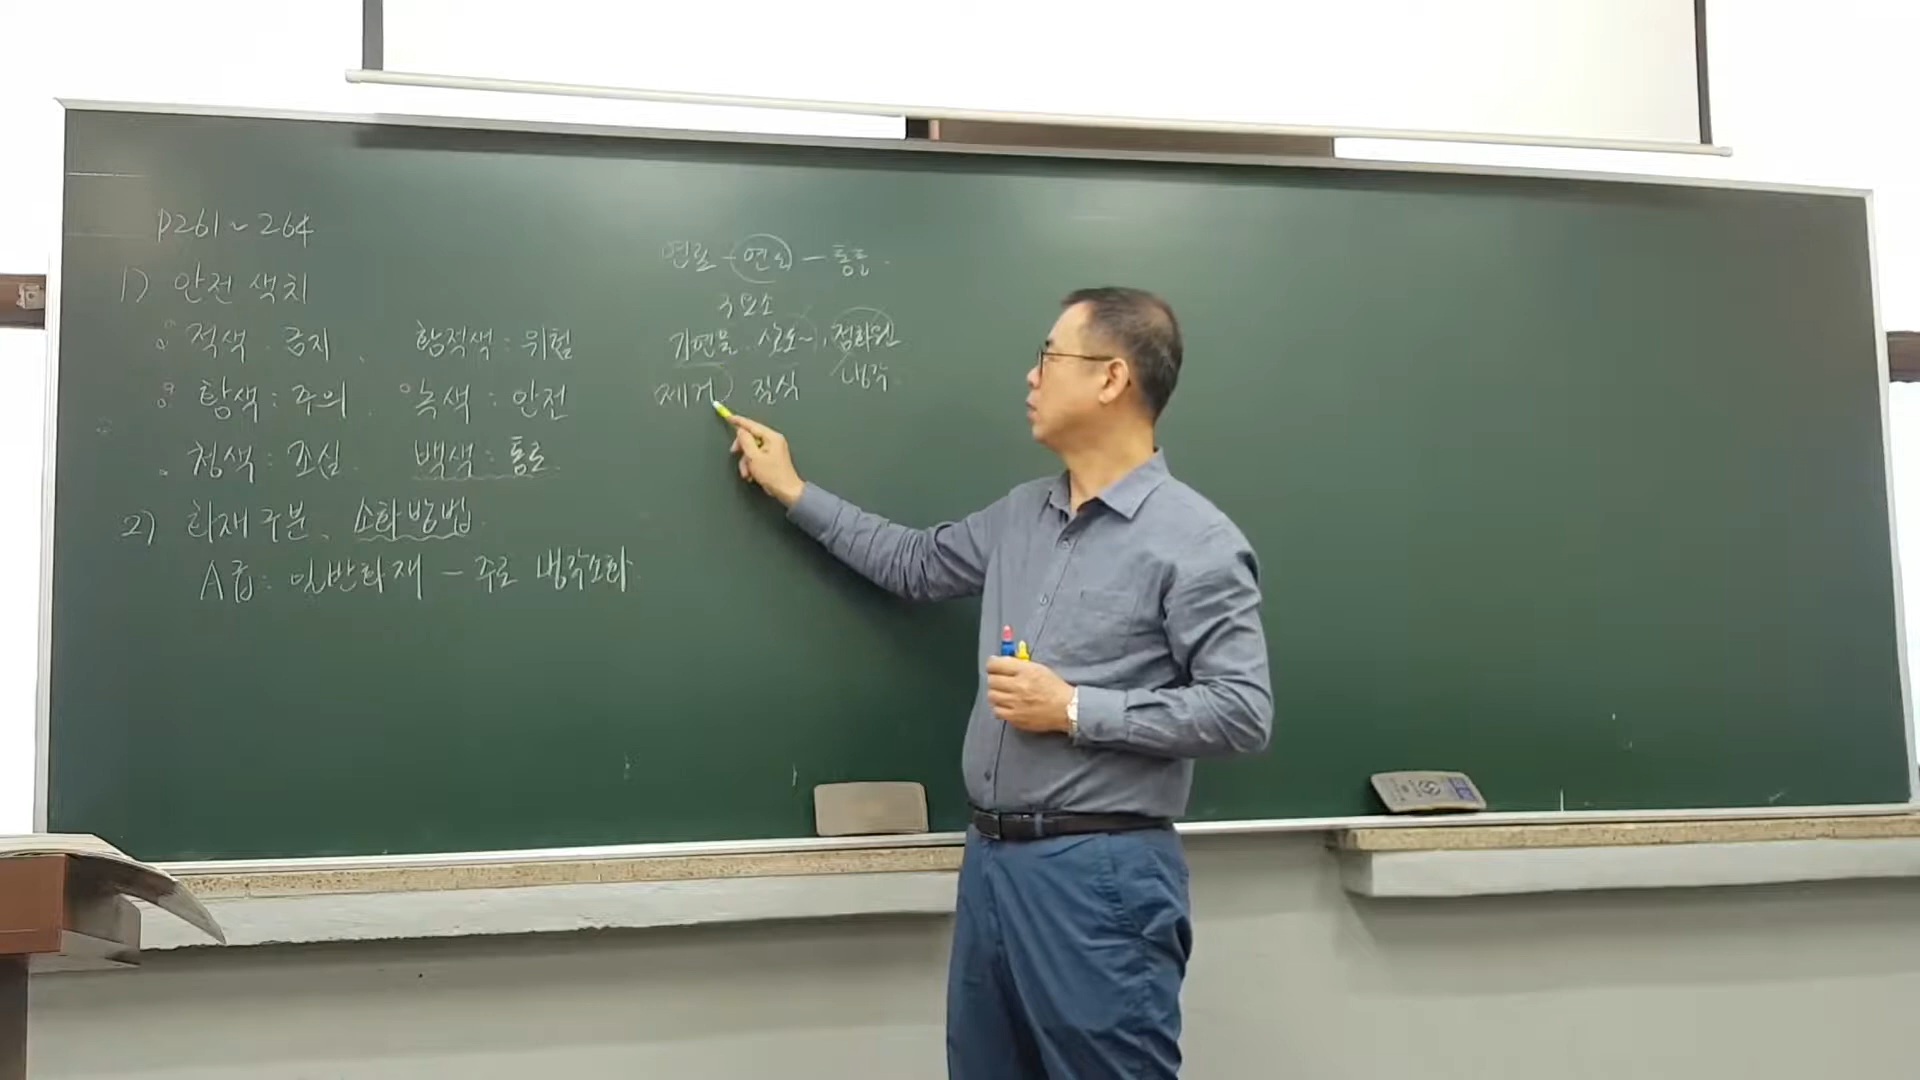 P261~264
1) 안전색치
적색 : 금지, 황적색 : 위험
황색 : 주의, 녹색 : 안전
청색 : 조심 백색 : 통로
2) 화재구분, 소화방법
A급 : 일반화재 - 주로 냉각소화
연료 - 연소 - 통풍
3요소
가연물, 산소, 점화원
제거 질식 냉각